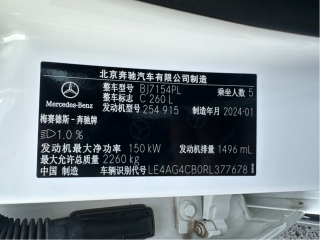 北京奔驰汽车有限公司制造
整车型号 BJ7154PL 乘坐人数 5
整车标志 C 260 L
发动机型号 254 915 制造年月 2024-01
Mercedes-Benz
梅赛德斯－奔驰牌
1.0 %
发动机最大净功率 150 kW 发动机排量 1496 mL
最大允许总质量 2260 kg
中国 制造 车辆识别代号 LE4AG4CB0RL377678